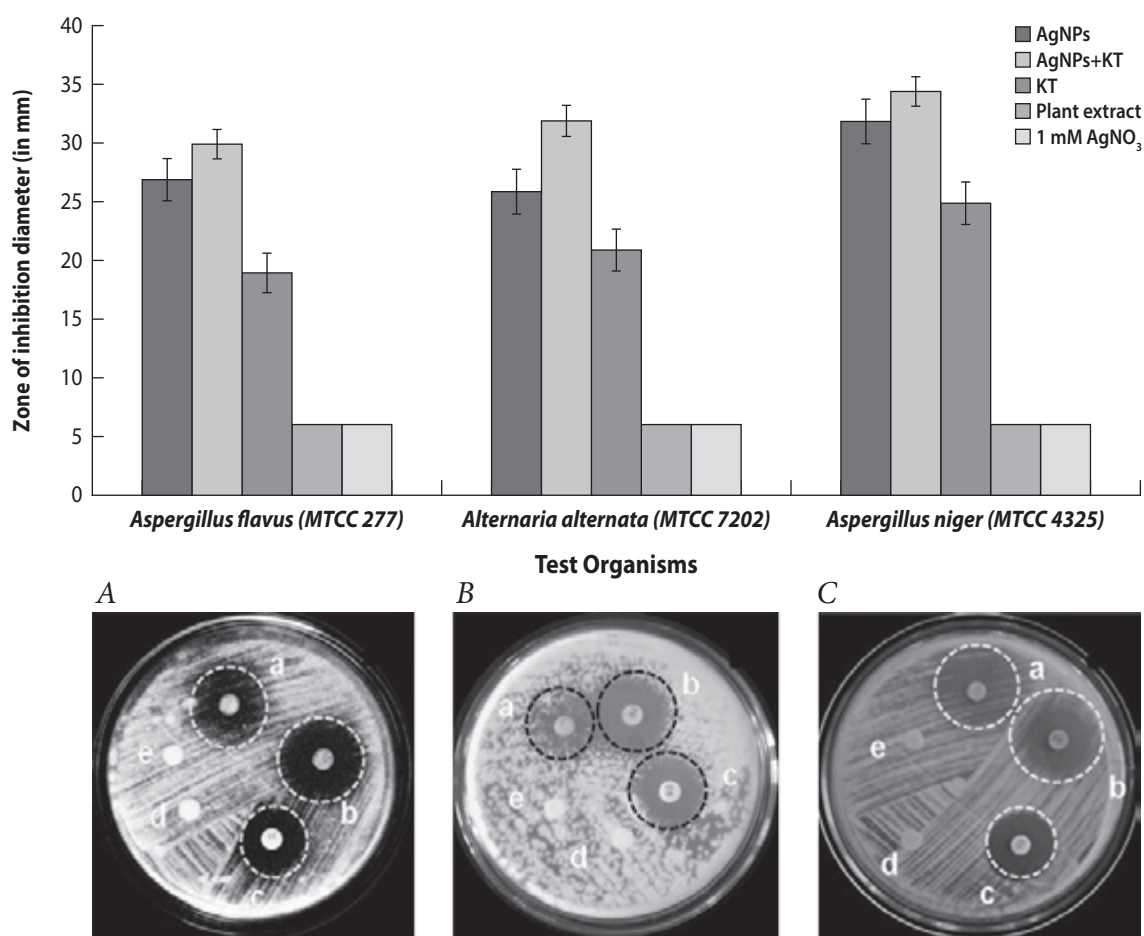 40
35
30
25
20
15
10
5
0
Zone of inhibition diameter (in mm)
AgNPs
AgNPs+KT
KT
Plant extract
1 mM AgNO₃
Aspergillus flavus (MTCC 277)
Alternaria alternata (MTCC 7202)
Aspergillus niger (MTCC 4325)
Test Organisms
A
B
C
a
e
d
b
c
b
a
c
e
d
a
e
b
d
c